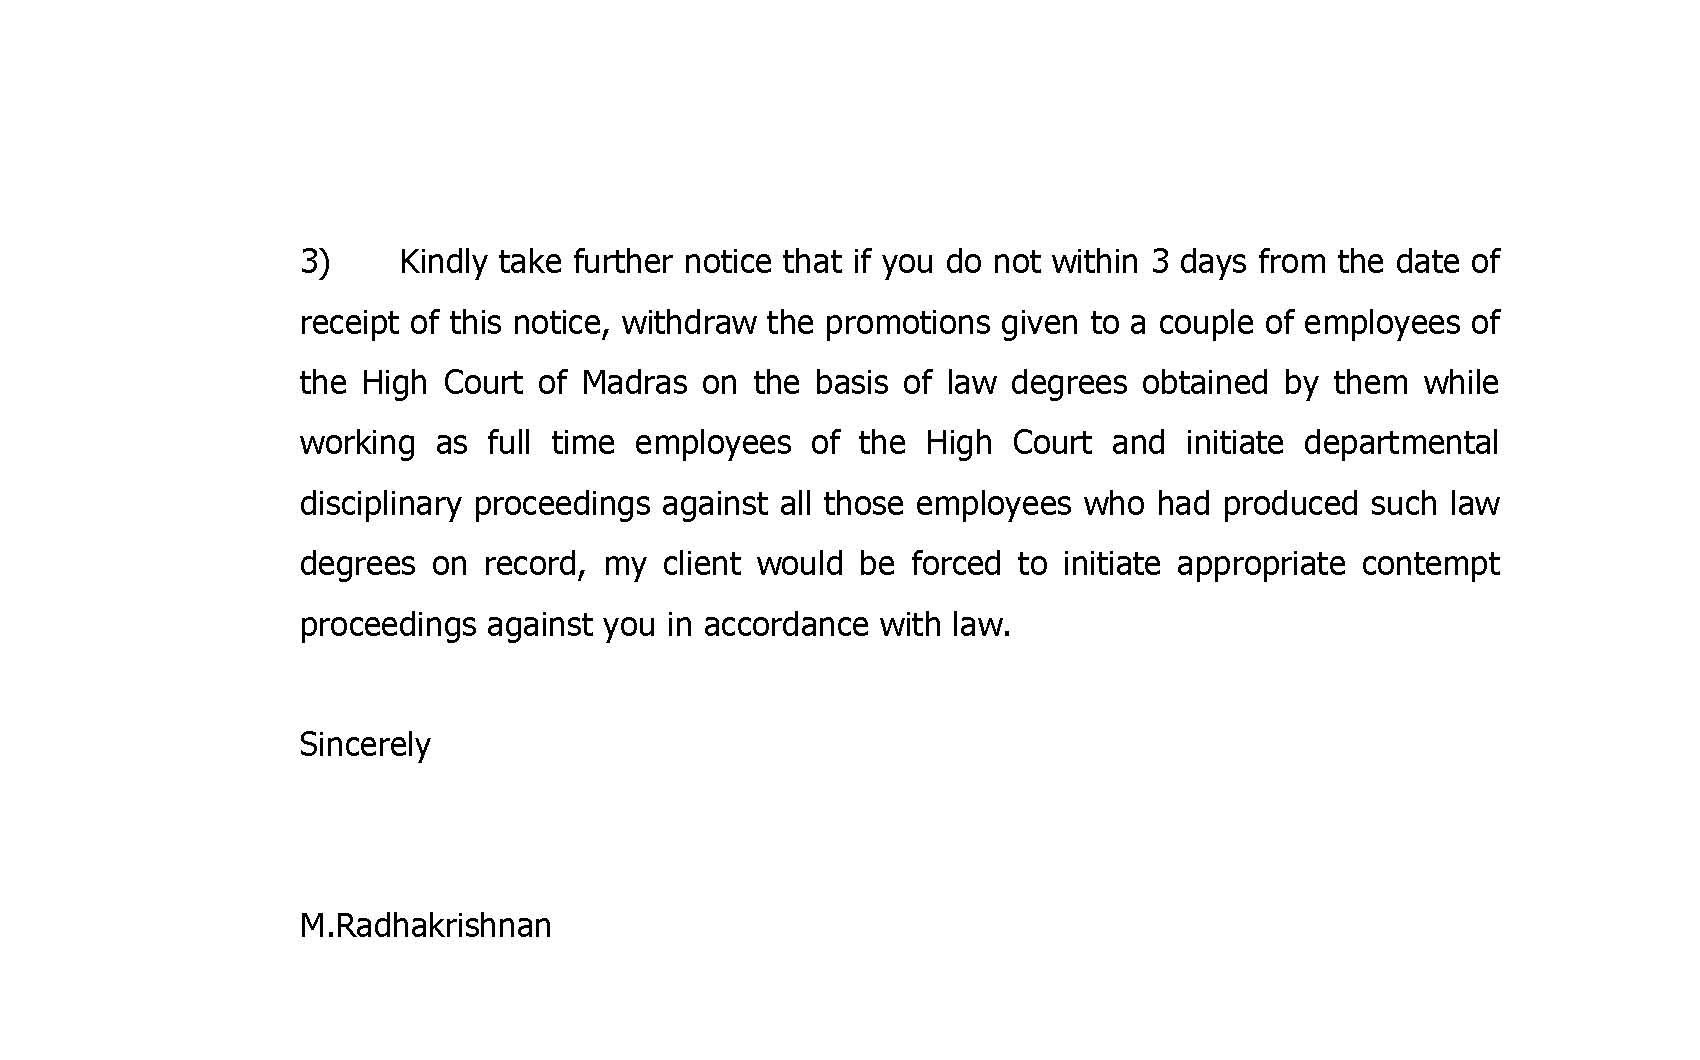 3) Kindly take further notice that if you do not within 3 days from the date of
receipt of this notice, withdraw the promotions given to a couple of employees of
the High Court of Madras on the basis of law degrees obtained by them while
working as full time employees of the High Court and initiate departmental
disciplinary proceedings against all those employees who had produced such law
degrees on record, my client would be forced to initiate appropriate contempt
proceedings against you in accordance with law.
Sincerely
M.Radhakrishnan